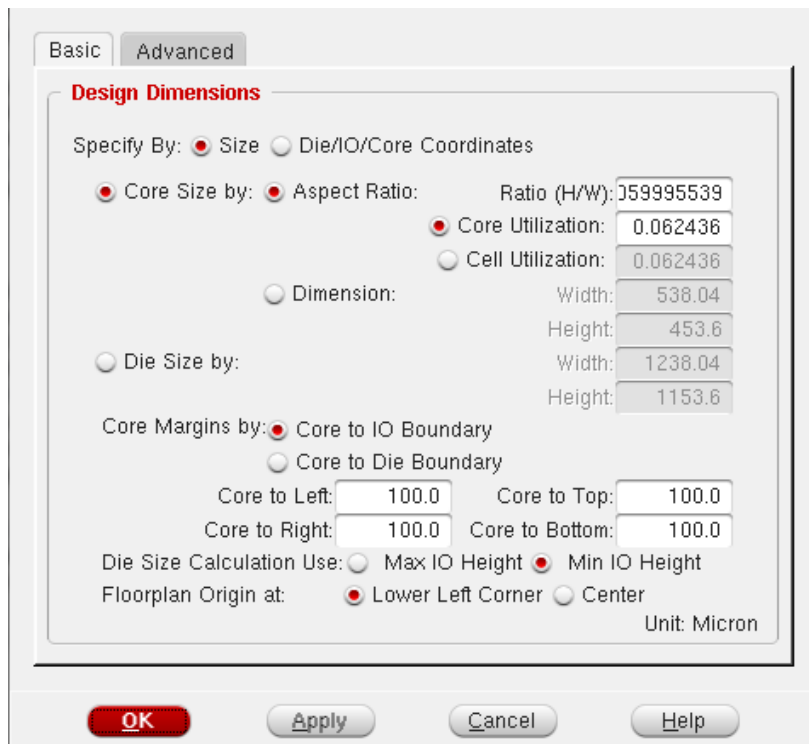 Basic Advanced
Design Dimensions
Specify By: Size Die/IO/Core Coordinates
Core Size by: Aspect Ratio: Ratio (H/W): 059995539
Core Utilization: 0.062436
Cell Utilization: 0.062436
Dimension: Width: 538.04
Height: 453.6
Die Size by: Width: 1238.04
Height: 1153.6
Core Margins by: Core to IO Boundary
Core to Die Boundary
Core to Left: 100.0 Core to Top: 100.0
Core to Right: 100.0 Core to Bottom: 100.0
Die Size Calculation Use: Max IO Height Min IO Height
Floorplan Origin at: Lower Left Corner Center
Unit: Micron
OK Apply Cancel Help